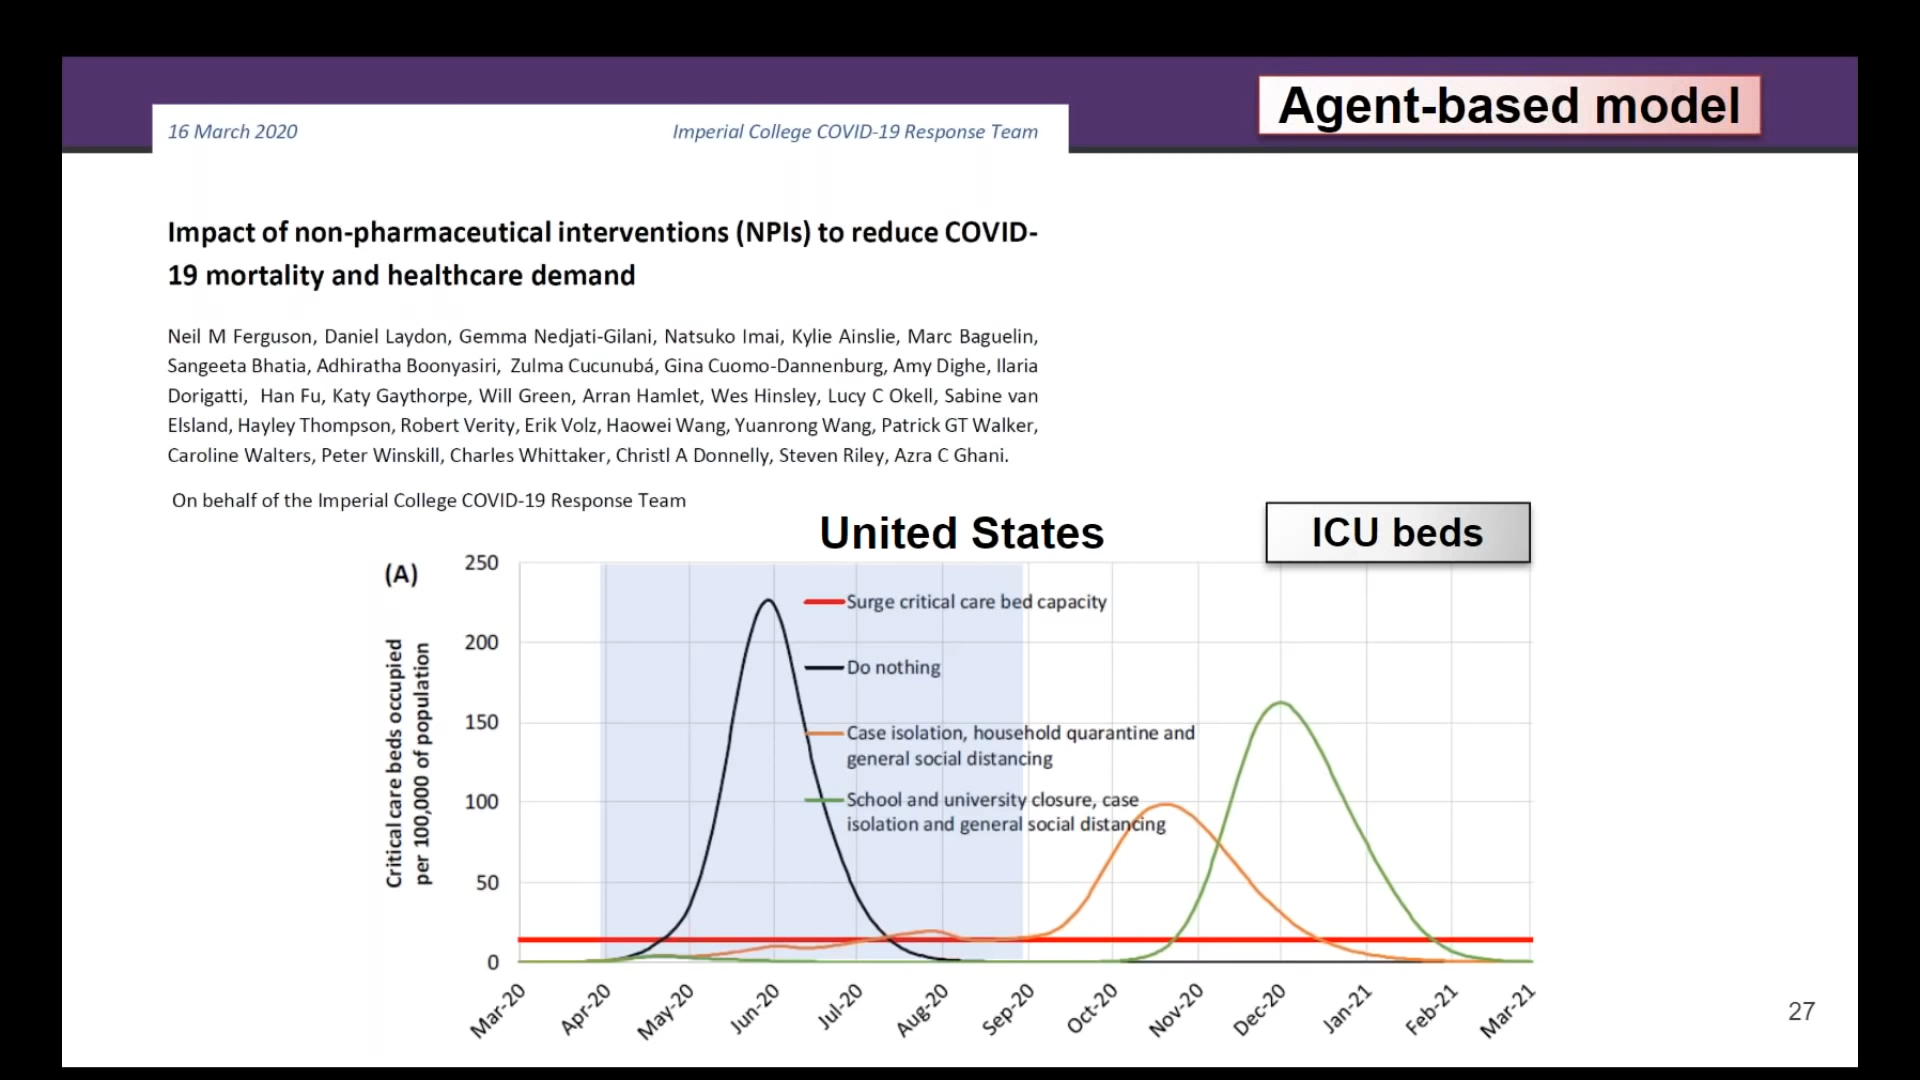 Agent-based model
16 March 2020 Imperial College COVID-19 Response Team
Impact of non-pharmaceutical interventions (NPIs) to reduce COVID-
19 mortality and healthcare demand
Neil M Ferguson, Daniel Laydon, Gemma Nedjati-Gilani, Natsuko Imai, Kylie Ainslie, Marc Baguelin,
Sangeeta Bhatia, Adhiratha Boonyasiri, Zulma Cucunubá, Gina Cuomo-Dannenburg, Amy Dighe, Ilaria
Dorigatti, Han Fu, Katy Gaythorpe, Will Green, Arran Hamlet, Wes Hinsley, Lucy C Okell, Sabine van
Elsland, Hayley Thompson, Robert Verity, Erik Volz, Haowei Wang, Yuanrong Wang, Patrick GT Walker,
Caroline Walters, Peter Winskill, Charles Whittaker, Christl A Donnelly, Steven Riley, Azra C Ghani.
On behalf of the Imperial College COVID-19 Response Team
United States
ICU beds
(A)
Critical care beds occupied
per 100,000 of population
250
200
150
100
50
0
Surge critical care bed capacity
Do nothing
Case isolation, household quarantine and
general social distancing
School and university closure, case
isolation and general social distancing
Mar-20 Apr-20 May-20 Jun-20 Jul-20 Aug-20 Sep-20 Oct-20 Nov-20 Dec-20 Jan-21 Feb-21 Mar-21
27